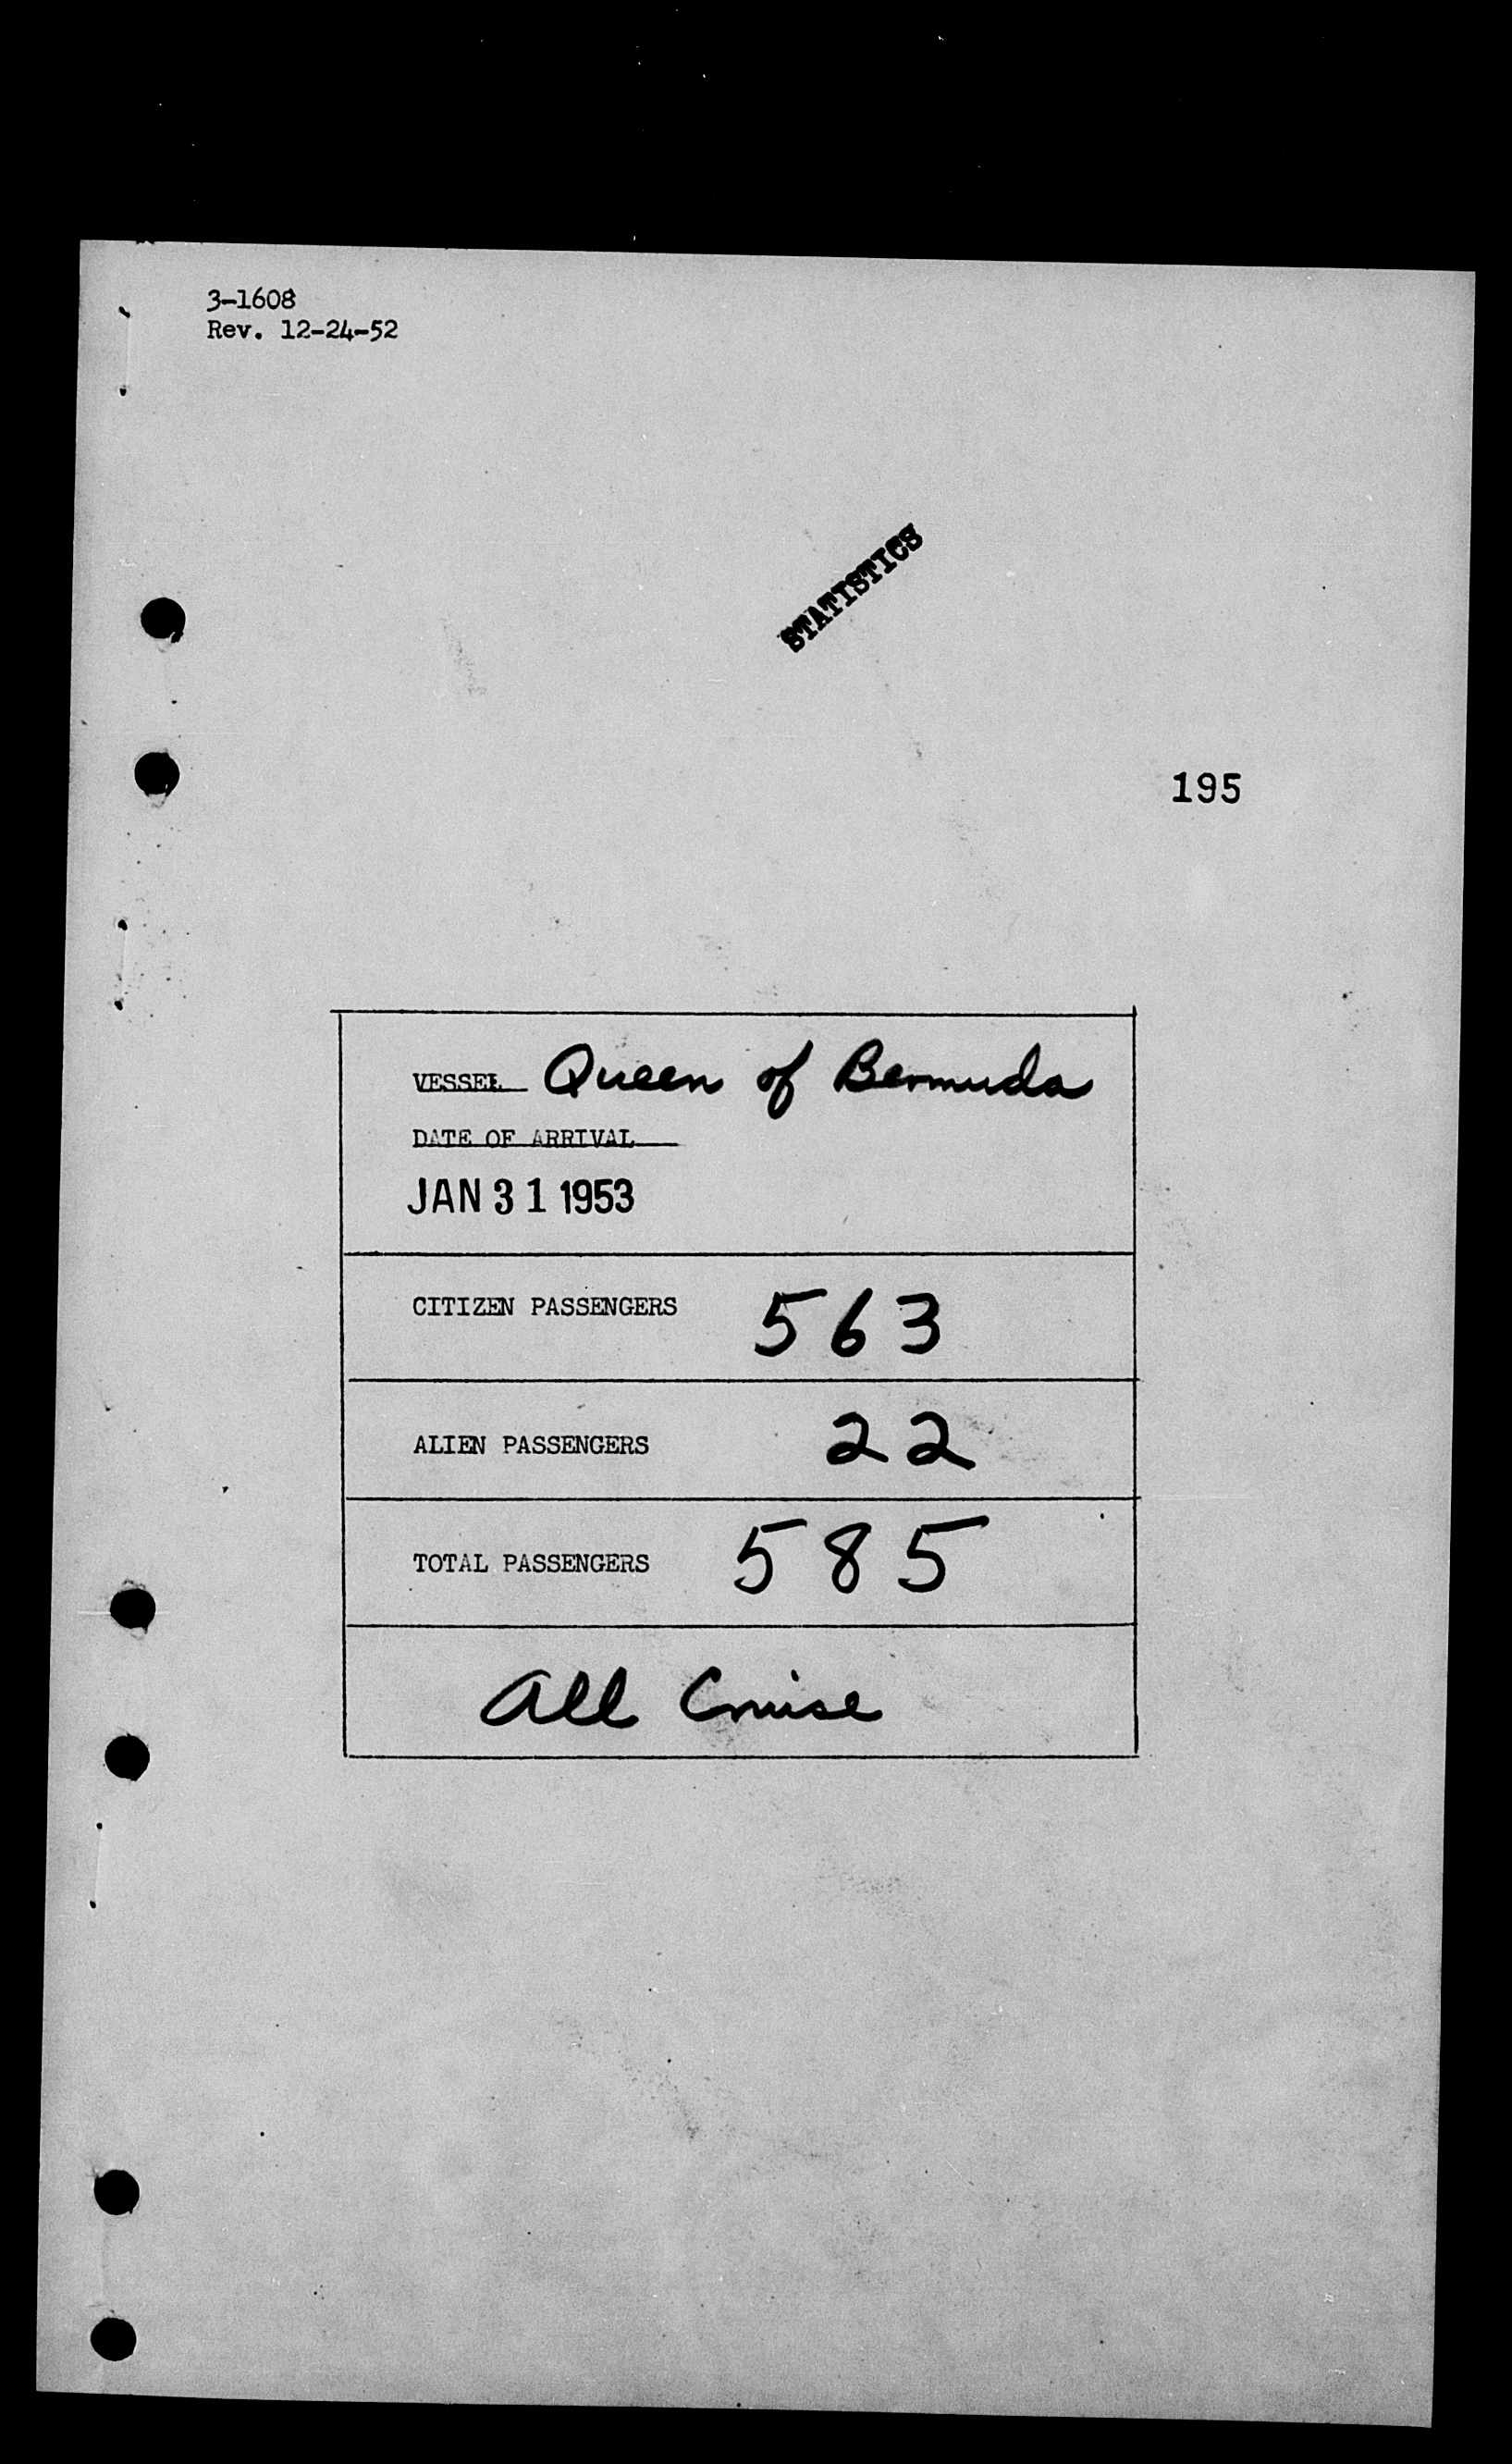 3-1608
Rev. 12-24-52
STATISTICS
195
VESSEL Queen of Bermuda
DATE OF ARRIVAL
JAN 31 1953
CITIZEN PASSENGERS 563
ALIEN PASSENGERS 22
TOTAL PASSENGERS 585
All Cruise